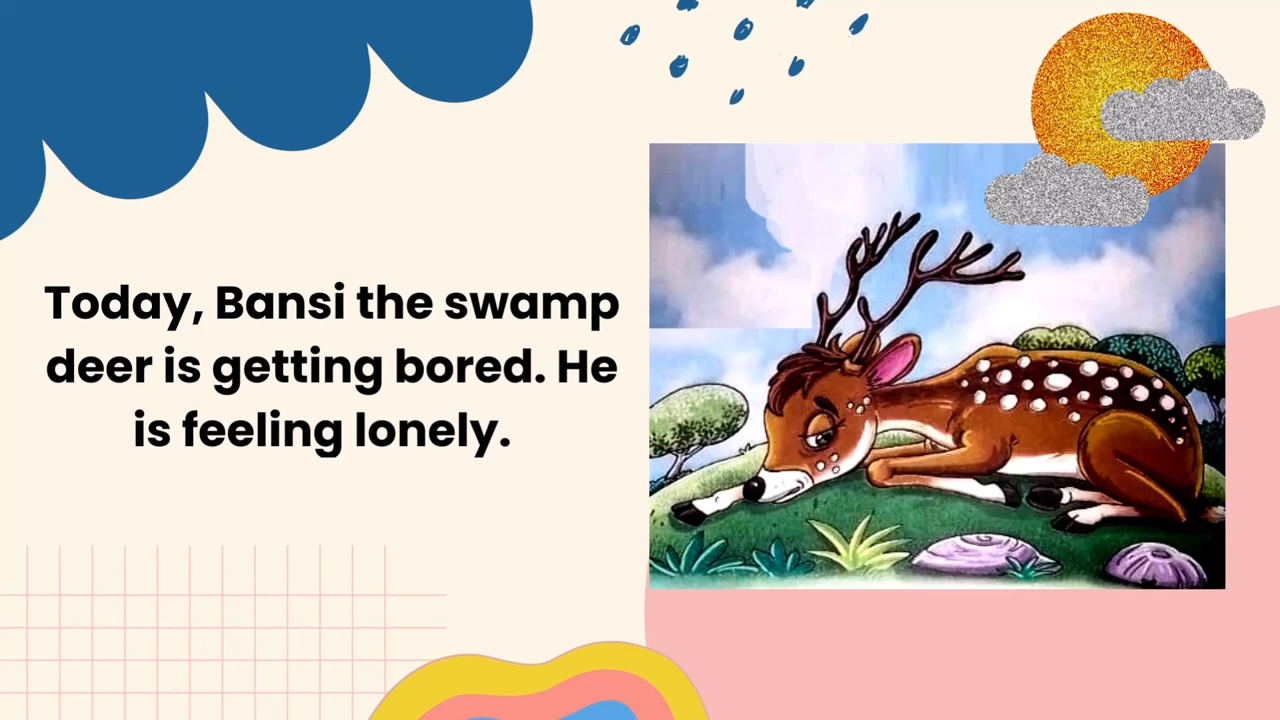 Today, Bansi the swamp
deer is getting bored. He
is feeling lonely.